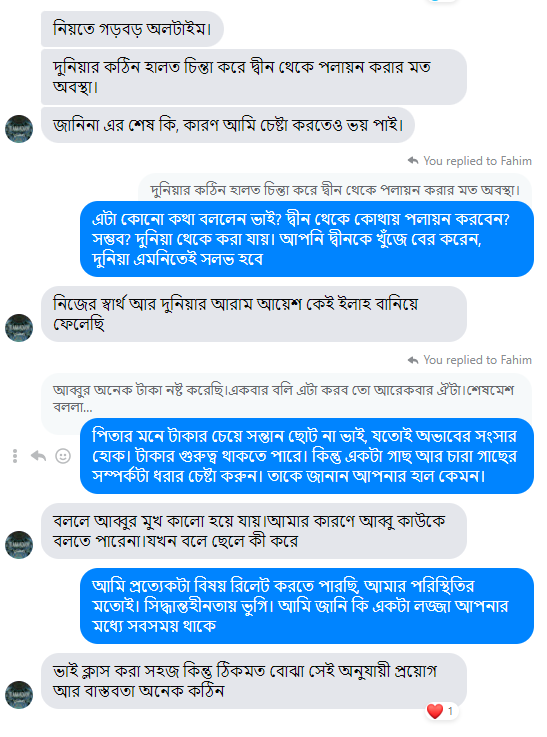 নিয়তে গড়বড় অলটাইম।
দুনিয়ার কঠিন হালত চিন্তা করে দ্বীন থেকে পলায়ন করার মত
অবস্থা।
জানিনা এর শেষ কি, কারণ আমি চেষ্টা করতেও ভয় পাই।
You replied to Fahim
দুনিয়ার কঠিন হালত চিন্তা করে দ্বীন থেকে পলায়ন করার মত অবস্থা।
এটা কোনো কথা বললেন ভাই? দ্বীন থেকে কোথায় পলায়ন করবেন?
সম্ভব? দুনিয়া থেকে করা যায়। আপনি দ্বীনকে খুঁজে বের করেন,
দুনিয়া এমনিতেই সলভ হবে
নিজের স্বার্থ আর দুনিয়ার আরাম আয়েশ কেই ইলাহ বানিয়ে
ফেলেছি
You replied to Fahim
আব্বুর অনেক টাকা নষ্ট করেছি।একবার বলি এটা করব তো আরেকবার ঐটা।শেষমেশ
বললা...
পিতার মনে টাকার চেয়ে সন্তান ছোট না ভাই, যতোই অভাবের সংসার
হোক। টাকার গুরুত্ব থাকতে পারে। কিন্তু একটা গাছ আর চারা গাছের
সম্পর্কটা ধরার চেষ্টা করুন। তাকে জানান আপনার হাল কেমন।
বললে আব্বুর মুখ কালো হয়ে যায়।আমার কারণে আব্বু কাউকে
বলতে পারেনা।যখন বলে ছেলে কী করে
আমি প্রত্যেকটা বিষয় রিলেট করতে পারছি, আমার পরিস্থিতির
মতোই। সিদ্ধান্তহীনতায় ভুগি। আমি জানি কি একটা লজ্জা আপনার
মধ্যে সবসময় থাকে
ভাই ক্লাস করা সহজ কিন্তু ঠিকমত বোঝা সেই অনুযায়ী প্রয়োগ
আর বাস্তবতা অনেক কঠিন
1